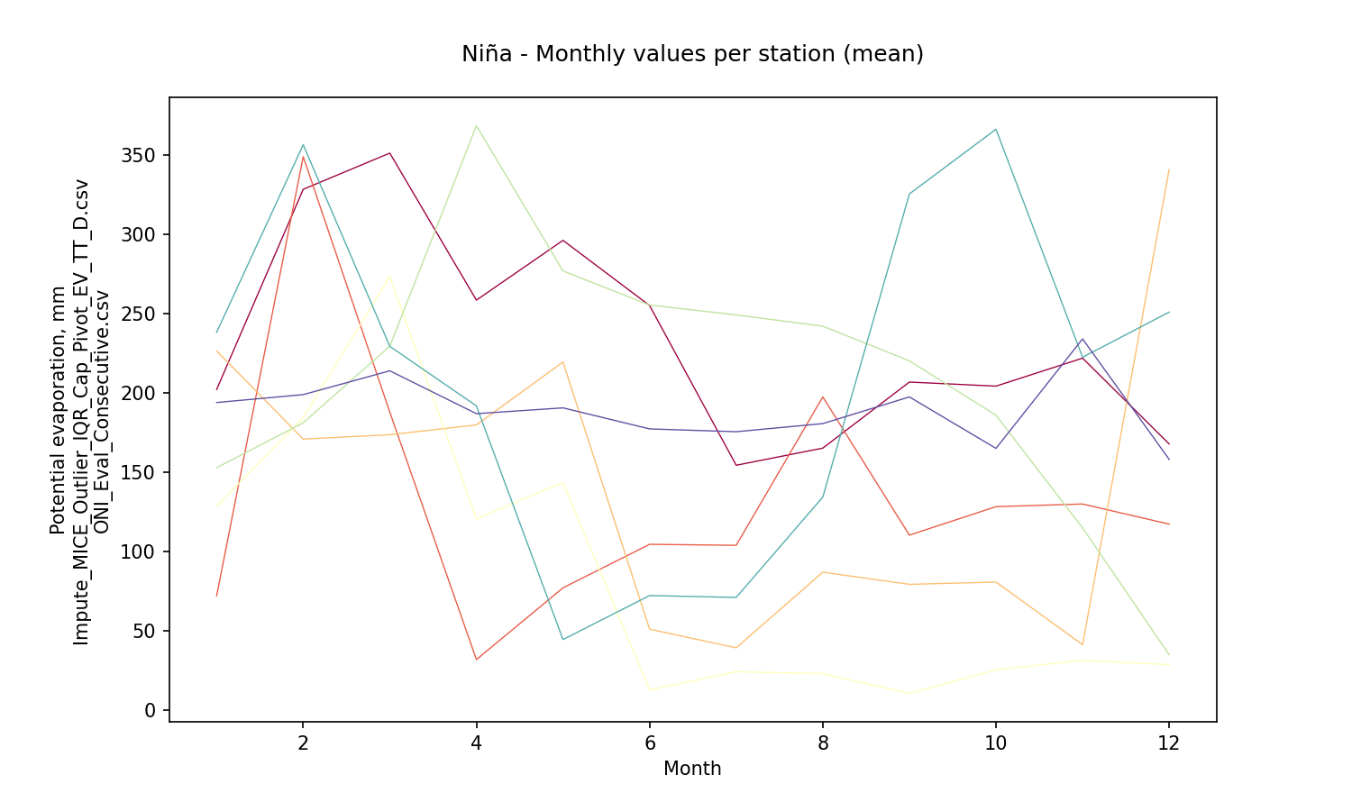 Niña - Monthly values per station (mean)
Potential evaporation, mm
Impute_MICE_Outlier_IQR_Cap_Pivot_EV_TT_D.csv
ONI_Eval_Consecutive.csv
350
300
250
200
150
100
50
0
2 4 6 8 10 12
Month